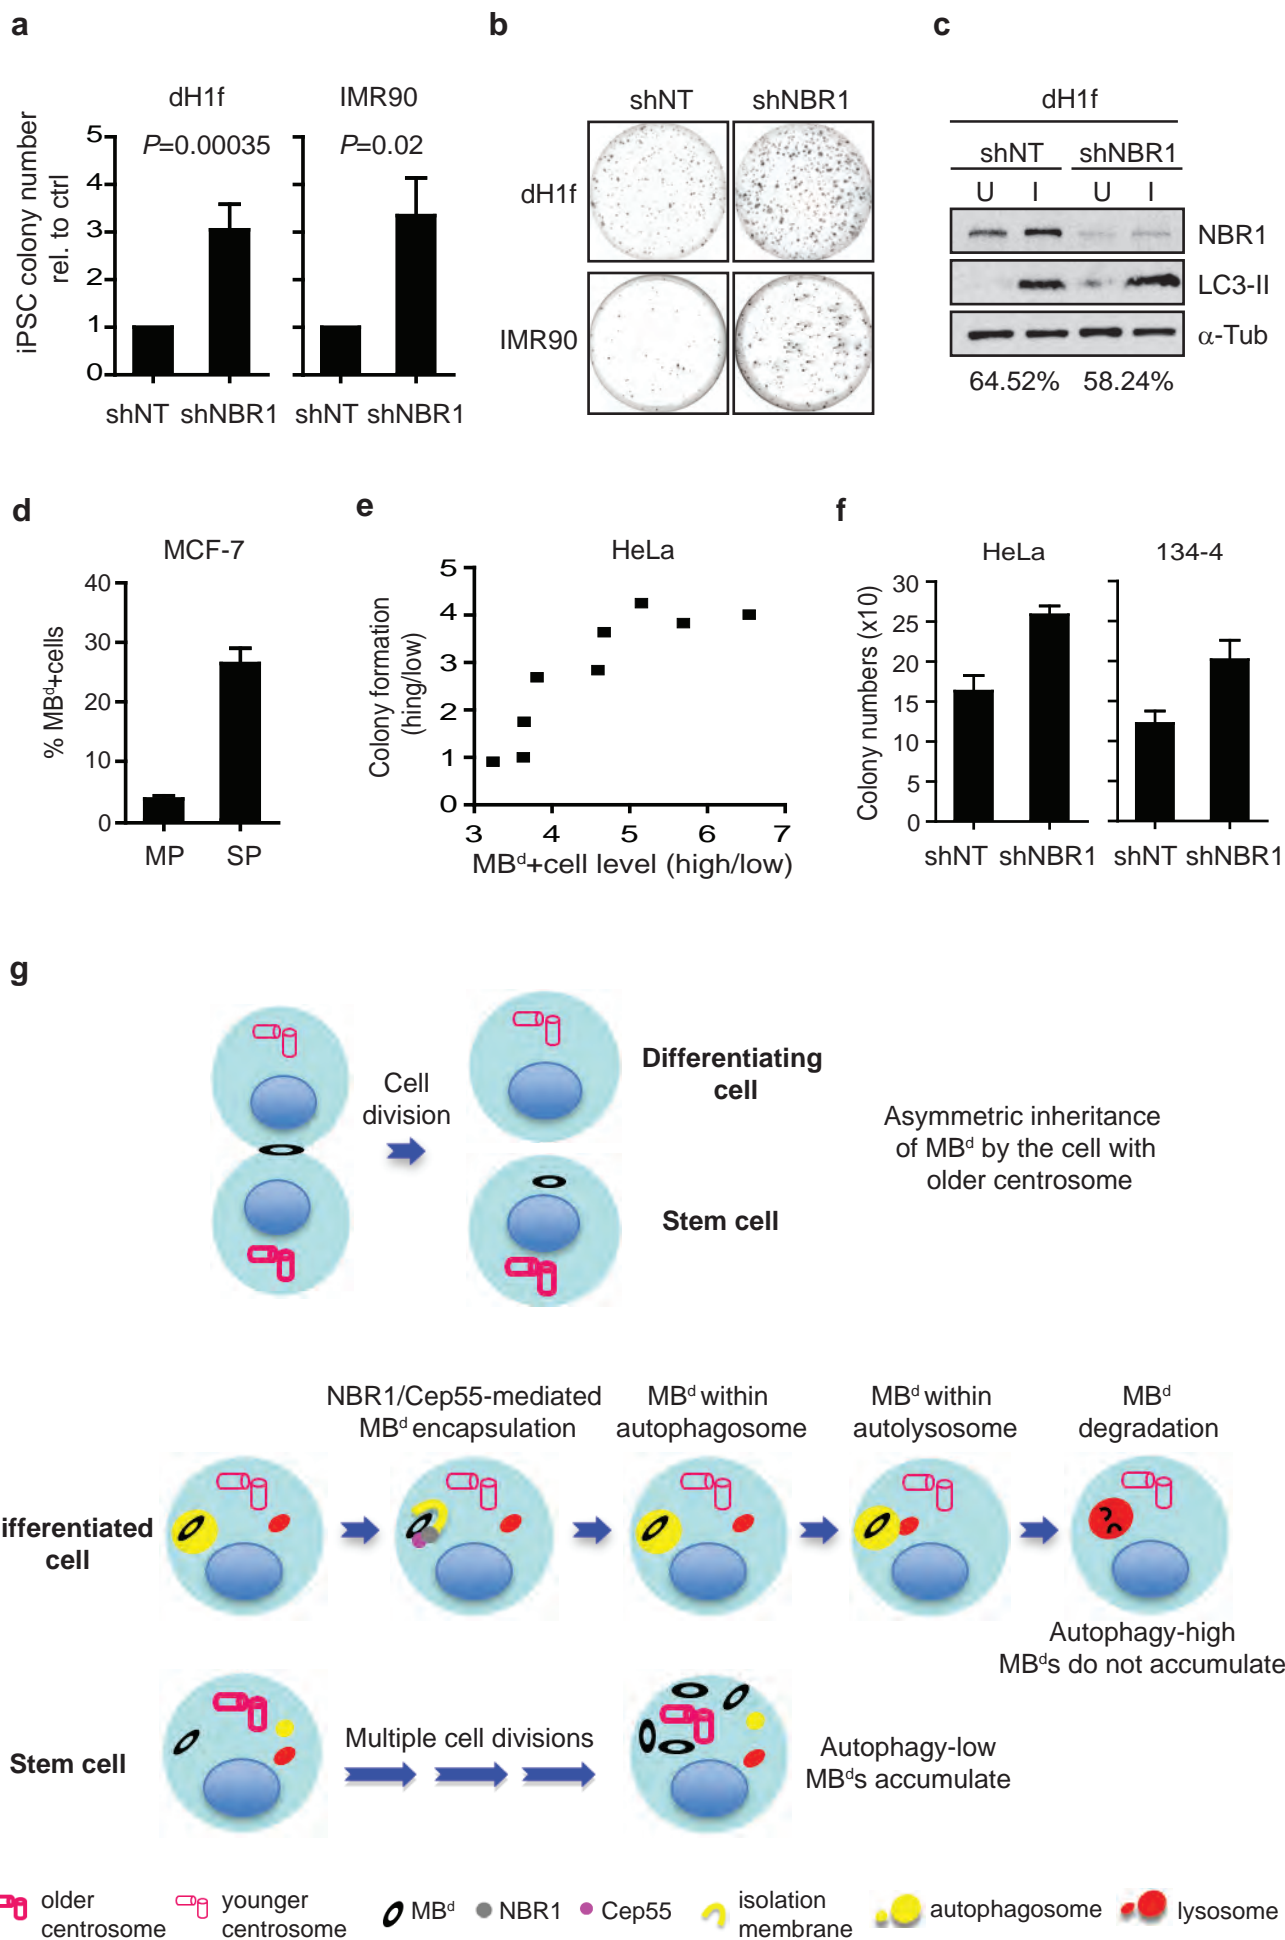 a
dH1f
IMR90
iPSC colony number
rel. to ctrl
5
4
3
2
1
0
P=0.00035
P=0.02
shNT shNBR1
shNT shNBR1
b
shNT shNBR1
dH1f
IMR90
c
dH1f
shNT shNBR1
U I U I
NBR1
LC3-II
α-Tub
64.52% 58.24%
d
MCF-7
% MBd+cells
40
30
20
10
0
MP SP
e
HeLa
Colony formation
(hing/low)
5
4
3
2
1
0
3 4 5 6 7
MBd+cell level (high/low)
f
HeLa
134-4
Colony numbers (x10)
30
25
20
15
10
5
0
shNT shNBR1
shNT shNBR1
g
Cell
division
Differentiating
cell
Stem cell
Asymmetric inheritance
of MBd by the cell with
older centrosome
NBR1/Cep55-mediated
MBd encapsulation
MBd within
autophagosome
MBd within
autolysosome
MBd
degradation
ifferentiated
cell
Autophagy-high
MBds do not accumulate
Stem cell
Multiple cell divisions
Autophagy-low
MBds accumulate
older
centrosome
younger
centrosome
MBd
NBR1
Cep55
isolation
membrane
autophagosome
lysosome